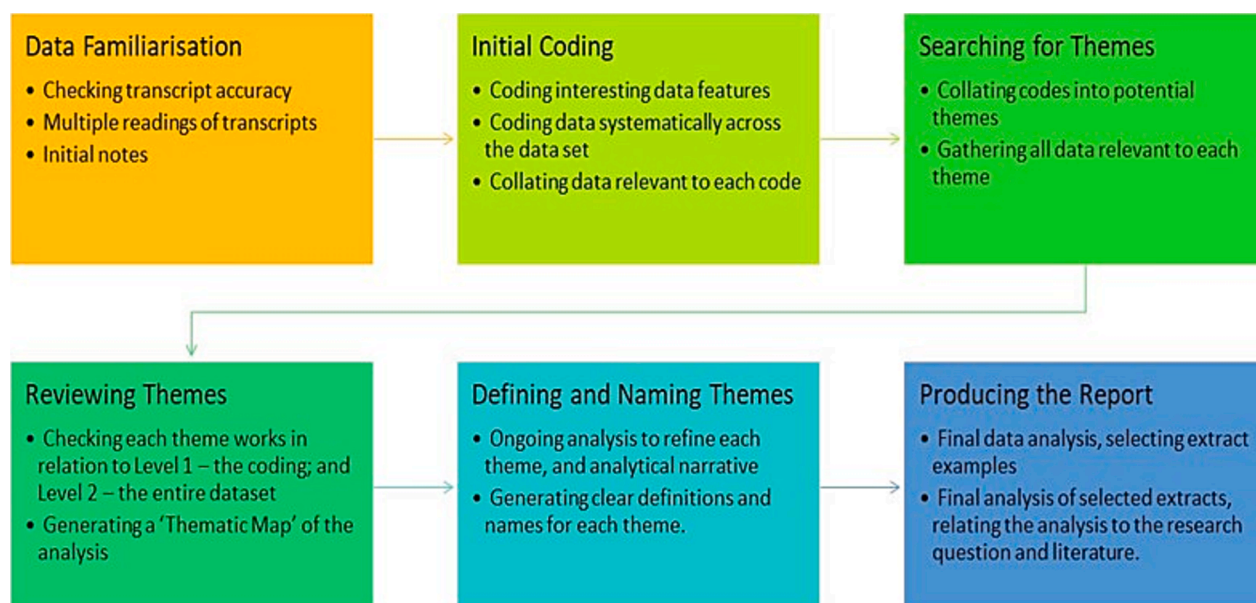 Data Familiarisation
• Checking transcript accuracy
• Multiple readings of transcripts
• Initial notes
Initial Coding
• Coding interesting data features
• Coding data systematically across
the data set
• Collating data relevant to each code
Searching for Themes
• Collating codes into potential
themes
• Gathering all data relevant to each
theme
Reviewing Themes
• Checking each theme works in
relation to Level 1 – the coding; and
Level 2 – the entire dataset
• Generating a ‘Thematic Map’ of the
analysis
Defining and Naming Themes
• Ongoing analysis to refine each
theme, and analytical narrative
• Generating clear definitions and
names for each theme.
Producing the Report
• Final data analysis, selecting extract
examples
• Final analysis of selected extracts,
relating the analysis to the research
question and literature.